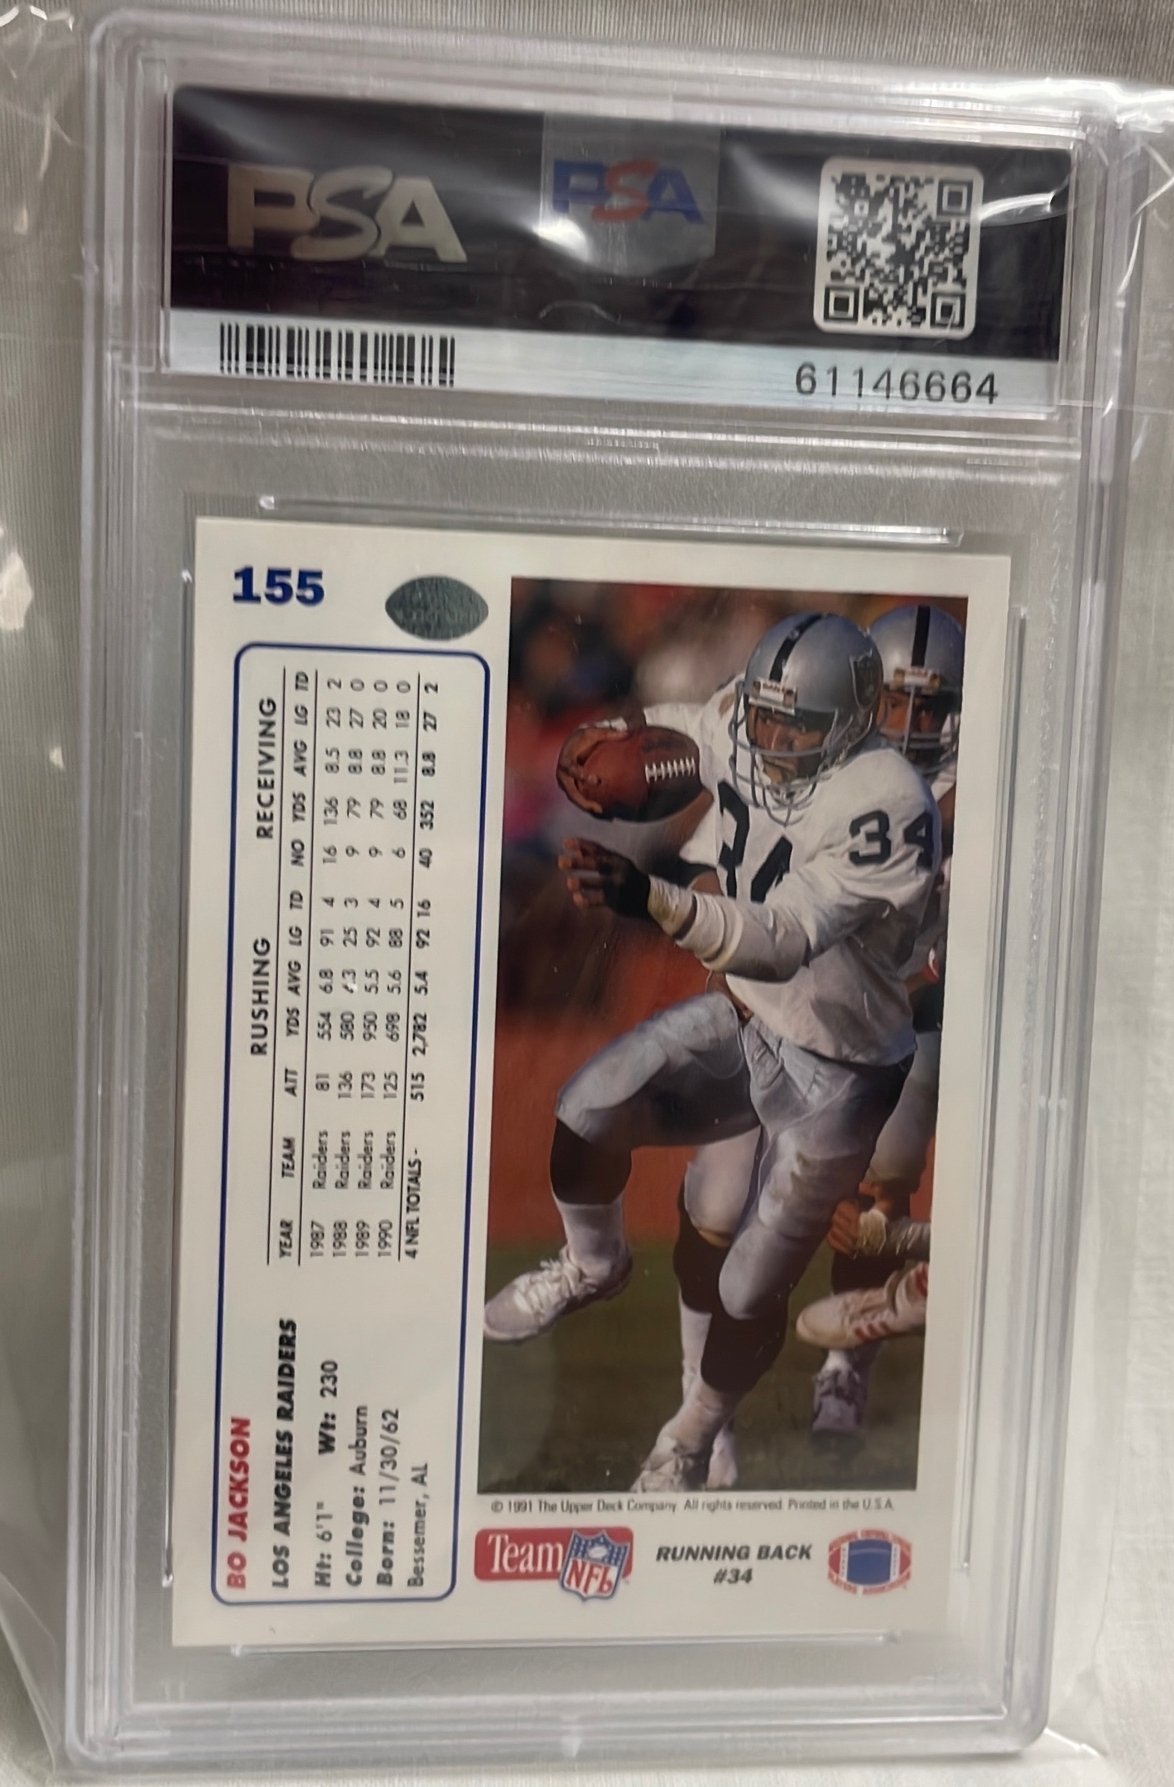 PSA
PSA
61146664
155
BO JACKSON
LOS ANGELES RAIDERS
Ht: 6'1" Wt: 230
College: Auburn
Born: 11/30/62
Bessemer, AL
RUSHING RECEIVING
YEAR TEAM ATT YDS AVG LG TD NO YDS AVG LG TD
1987 Raiders 81 554 6.8 91 4 16 136 8.5 23 2
1988 Raiders 136 580 .3 25 3 9 79 8.8 27 0
1989 Raiders 173 950 5.5 92 4 9 79 8.8 20 0
1990 Raiders 125 698 5.6 88 5 6 68 11.3 18 0
4 NFL TOTALS - 515 2,782 5.4 92 16 40 352 8.8 27 2
34
34
© 1991 The Upper Deck Company. All rights reserved. Printed in the U.S.A.
Team NFL
RUNNING BACK
#34